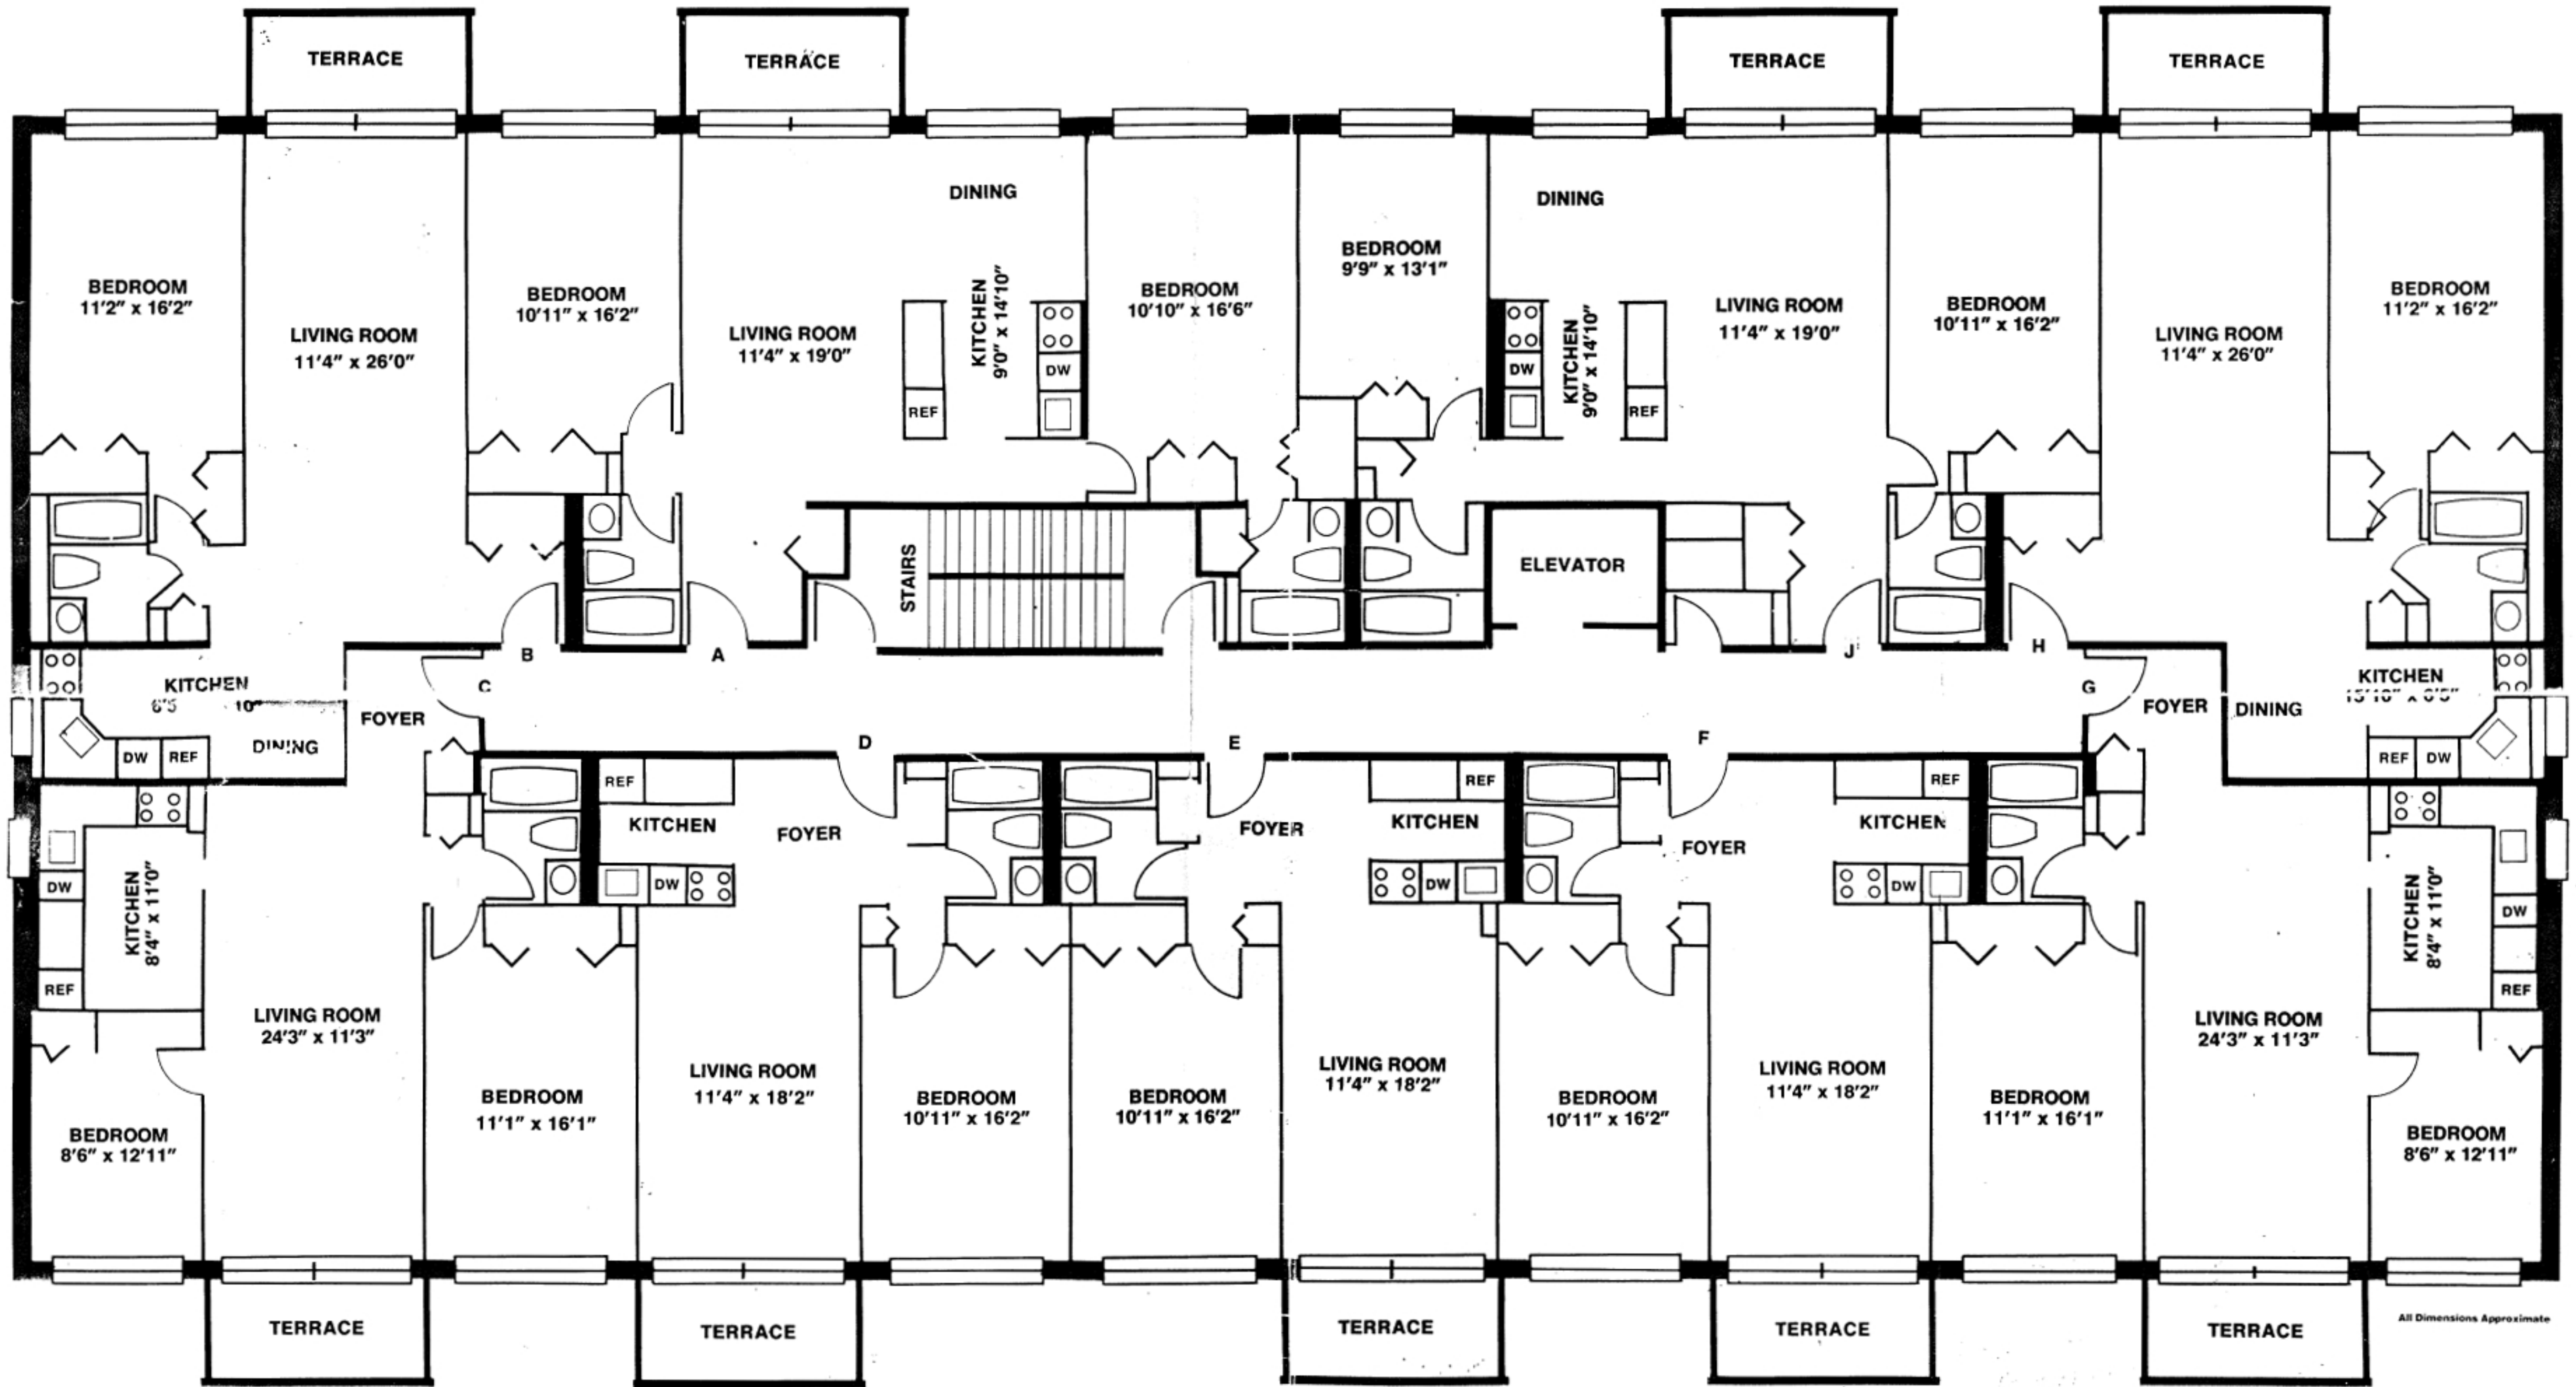 TERRACE
TERRACE
TERRACE
TERRACE
DINING
DINING
BEDROOM
11'2" x 16'2"
LIVING ROOM
11'4" x 26'0"
BEDROOM
10'11" x 16'2"
LIVING ROOM
11'4" x 19'0"
KITCHEN
9'0" x 14'10"
DW
REF
BEDROOM
10'10" x 16'6"
BEDROOM
9'9" x 13'1"
DW
KITCHEN
9'0" x 14'10"
REF
LIVING ROOM
11'4" x 19'0"
BEDROOM
10'11" x 16'2"
LIVING ROOM
11'4" x 26'0"
BEDROOM
11'2" x 16'2"
STAIRS
ELEVATOR
B
A
J
H
C
G
KITCHEN
10"
FOYER
DINING
DW
REF
D
E
F
FOYER
DINING
KITCHEN
REF
DW
DW
KITCHEN
8'4" x 11'0"
REF
REF
KITCHEN
DW
FOYER
FOYER
REF
KITCHEN
DW
FOYER
REF
KITCHEN
DW
KITCHEN
8'4" x 11'0"
DW
REF
LIVING ROOM
24'3" x 11'3"
BEDROOM
8'6" x 12'11"
BEDROOM
11'1" x 16'1"
LIVING ROOM
11'4" x 18'2"
BEDROOM
10'11" x 16'2"
BEDROOM
10'11" x 16'2"
LIVING ROOM
11'4" x 18'2"
BEDROOM
10'11" x 16'2"
LIVING ROOM
11'4" x 18'2"
BEDROOM
11'1" x 16'1"
LIVING ROOM
24'3" x 11'3"
BEDROOM
8'6" x 12'11"
TERRACE
TERRACE
TERRACE
TERRACE
TERRACE
All Dimensions Approximate